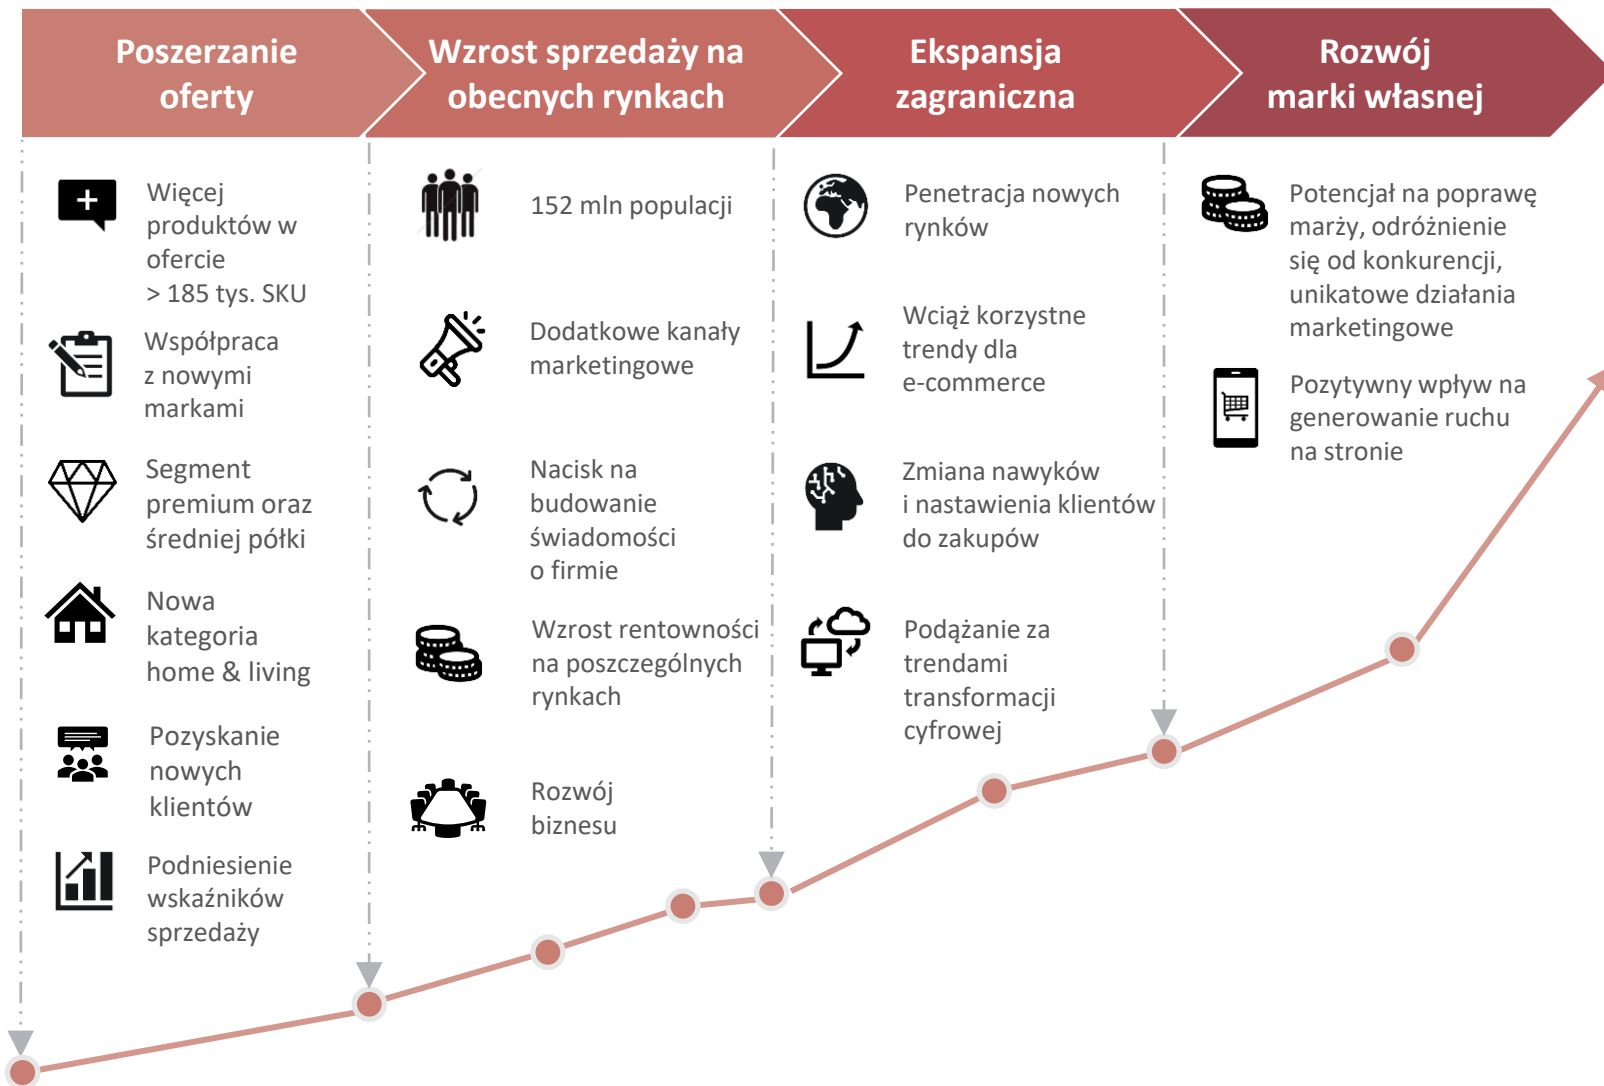 Poszerzanie
oferty
Wzrost sprzedaży na
obecnych rynkach
Ekspansja
zagraniczna
Rozwój
marki własnej
Więcej
produktów w
ofercie
> 185 tys. SKU
Współpraca
z nowymi
markami
Segment
premium oraz
średniej półki
Nowa
kategoria
home & living
Pozyskanie
nowych
klientów
Podniesienie
wskaźników
sprzedaży
152 mln populacji
Dodatkowe kanały
marketingowe
Nacisk na
budowanie
świadomości
o firmie
Wzrost rentowności
na poszczególnych
rynkach
Rozwój
biznesu
Penetracja nowych
rynków
Wciąż korzystne
trendy dla
e-commerce
Zmiana nawyków
i nastawienia klientów
do zakupów
Podążanie za
trendami
transformacji
cyfrowej
Potencjał na poprawę
marży, odróżnienie
się od konkurencji,
unikatowe działania
marketingowe
Pozytywny wpływ na
generowanie ruchu
na stronie